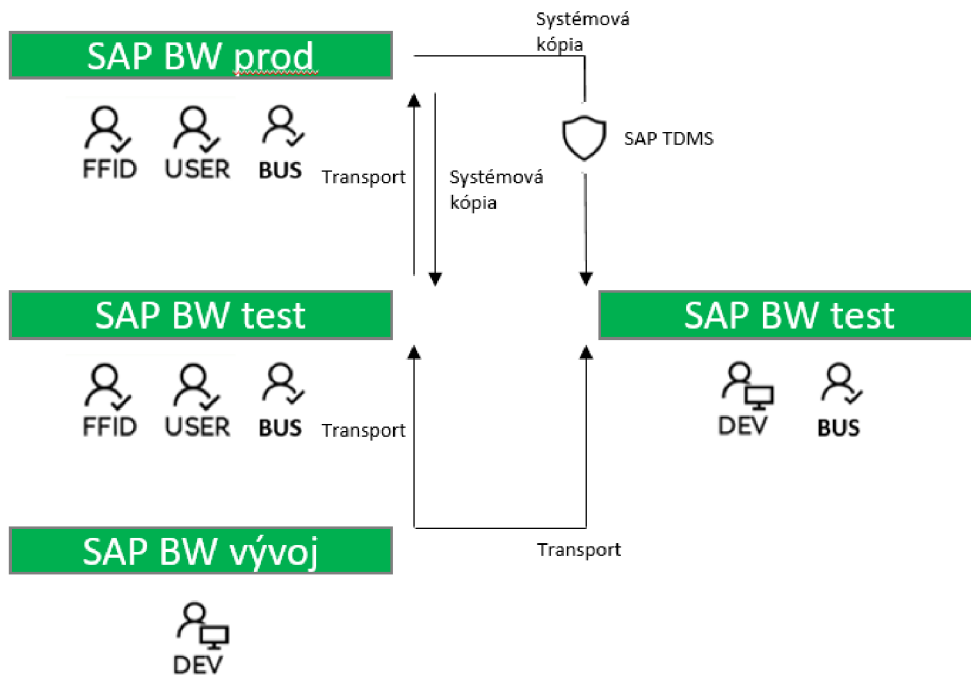 Systémová
kópia
SAP BW prod
SAP TDMS
FFID USER BUS
Transport
Systémová
kópia
SAP BW test
SAP BW test
FFID USER BUS
DEV BUS
Transport
SAP BW vývoj
Transport
DEV